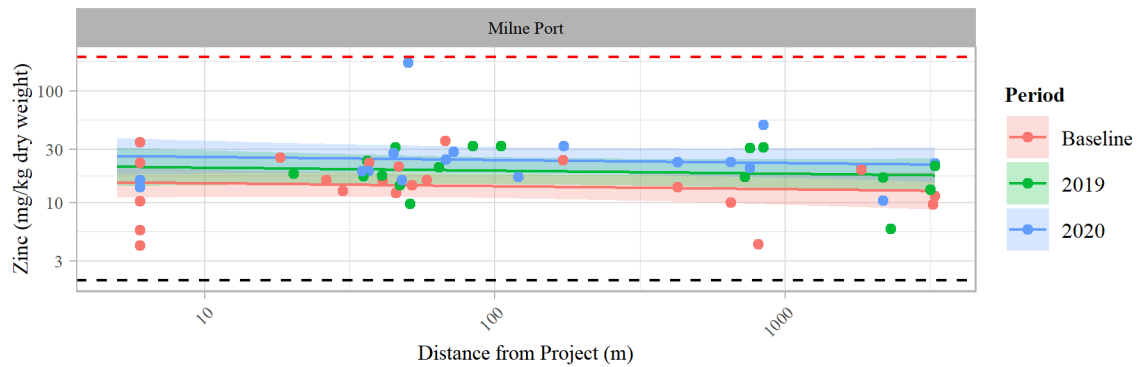 Milne Port
Zinc (mg/kg dry weight)
100
30
10
3
10
100
1000
Distance from Project (m)
Period
Baseline
2019
2020